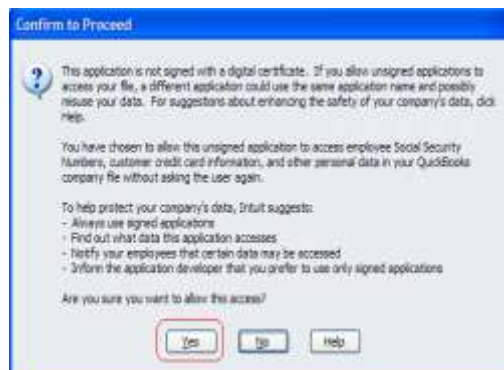 Confirm to Proceed
This application is not signed with a digital certificate. If you allow unsigned applications to
access your file, a different application could use the same application name and possibly
misuse your data. For suggestions about enhancing the safety of your company's data, click
Help.
You have chosen to allow this unsigned application to access employee Social Security
Numbers, customer credit card information, and other personal data in your QuickBooks
company file without asking the user again.
To help protect your company's data, Intuit suggests:
- Always use signed applications
- Find out what data this application accesses
- Notify your employees that certain data may be accessed
- Inform the application developer that you prefer to use only signed applications
Are you sure you want to allow this access?
Yes No Help